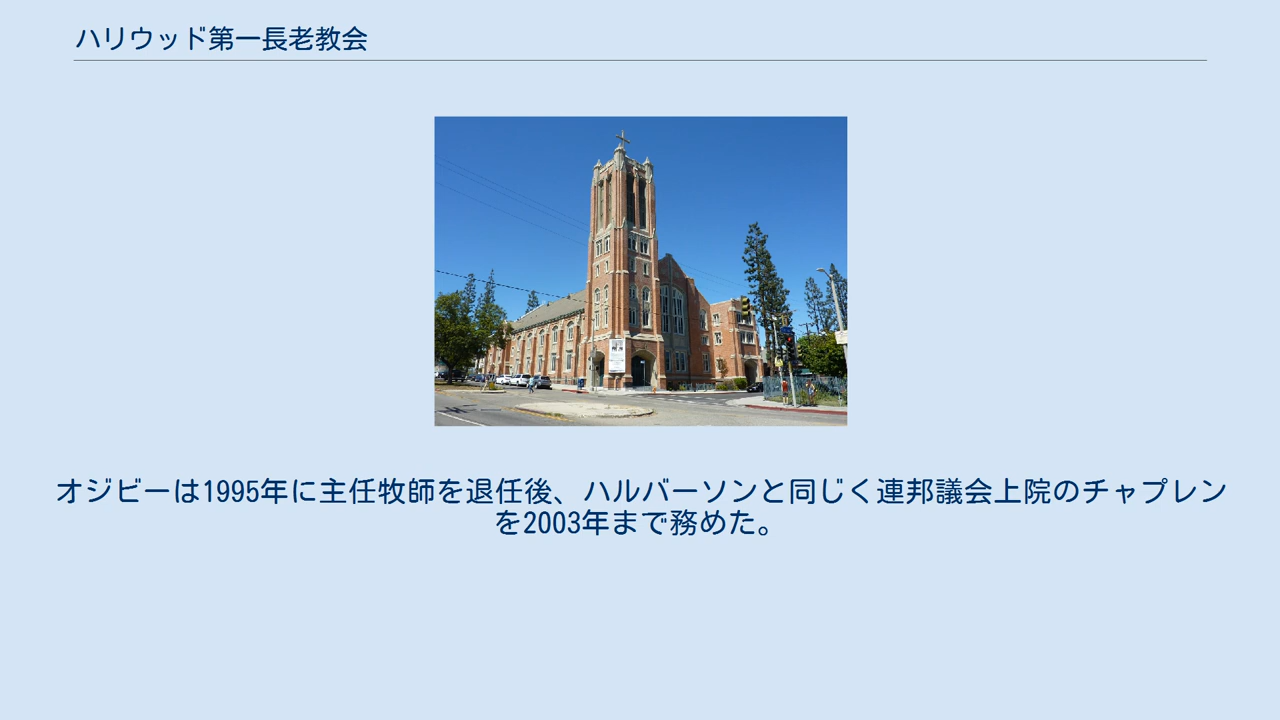 ハリウッド第一長老教会
オジビーは1995年に主任牧師を退任後、ハルバーソンと同じく連邦議会上院のチャプレン
を2003年まで務めた。